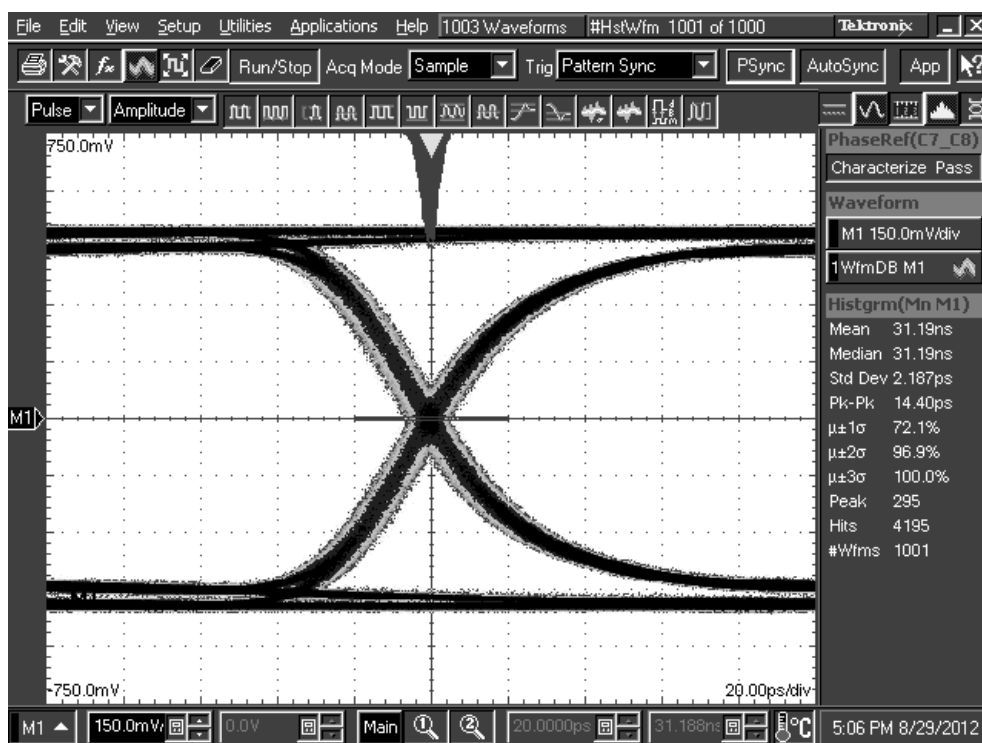 File Edit View Setup Utilities Applications Help 1003 Waveforms #HstWfm 1001 of 1000 Tektronix
Run/Stop Acq Mode Sample Trig Pattern Sync PSync AutoSync App
Pulse Amplitude
750.0mV
PhaseRef(C7_C8)
Characterize Pass
Waveform
M1 150.0mV/div
1WfmDB M1
Histgrm(Mn M1)
Mean 31.19ns
Median 31.19ns
Std Dev 2.187ps
Pk-Pk 14.40ps
µ±1σ 72.1%
µ±2σ 96.9%
µ±3σ 100.0%
Peak 295
Hits 4195
#Wfms 1001
M1
-750.0mV
20.00ps/div
M1 150.0mV/ 0.0V Main 1 2 20.0000ps 31.188ns °C 5:06 PM 8/29/2012